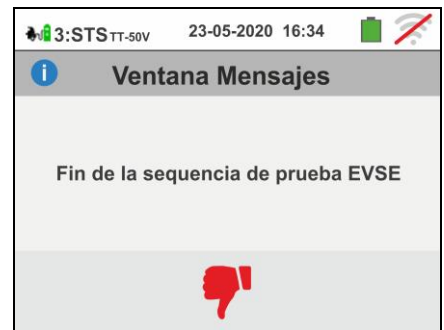 3:STS TT-50V 23-05-2020 16:34
i Ventana Mensajes
Fin de la sequencia de prueba EVSE